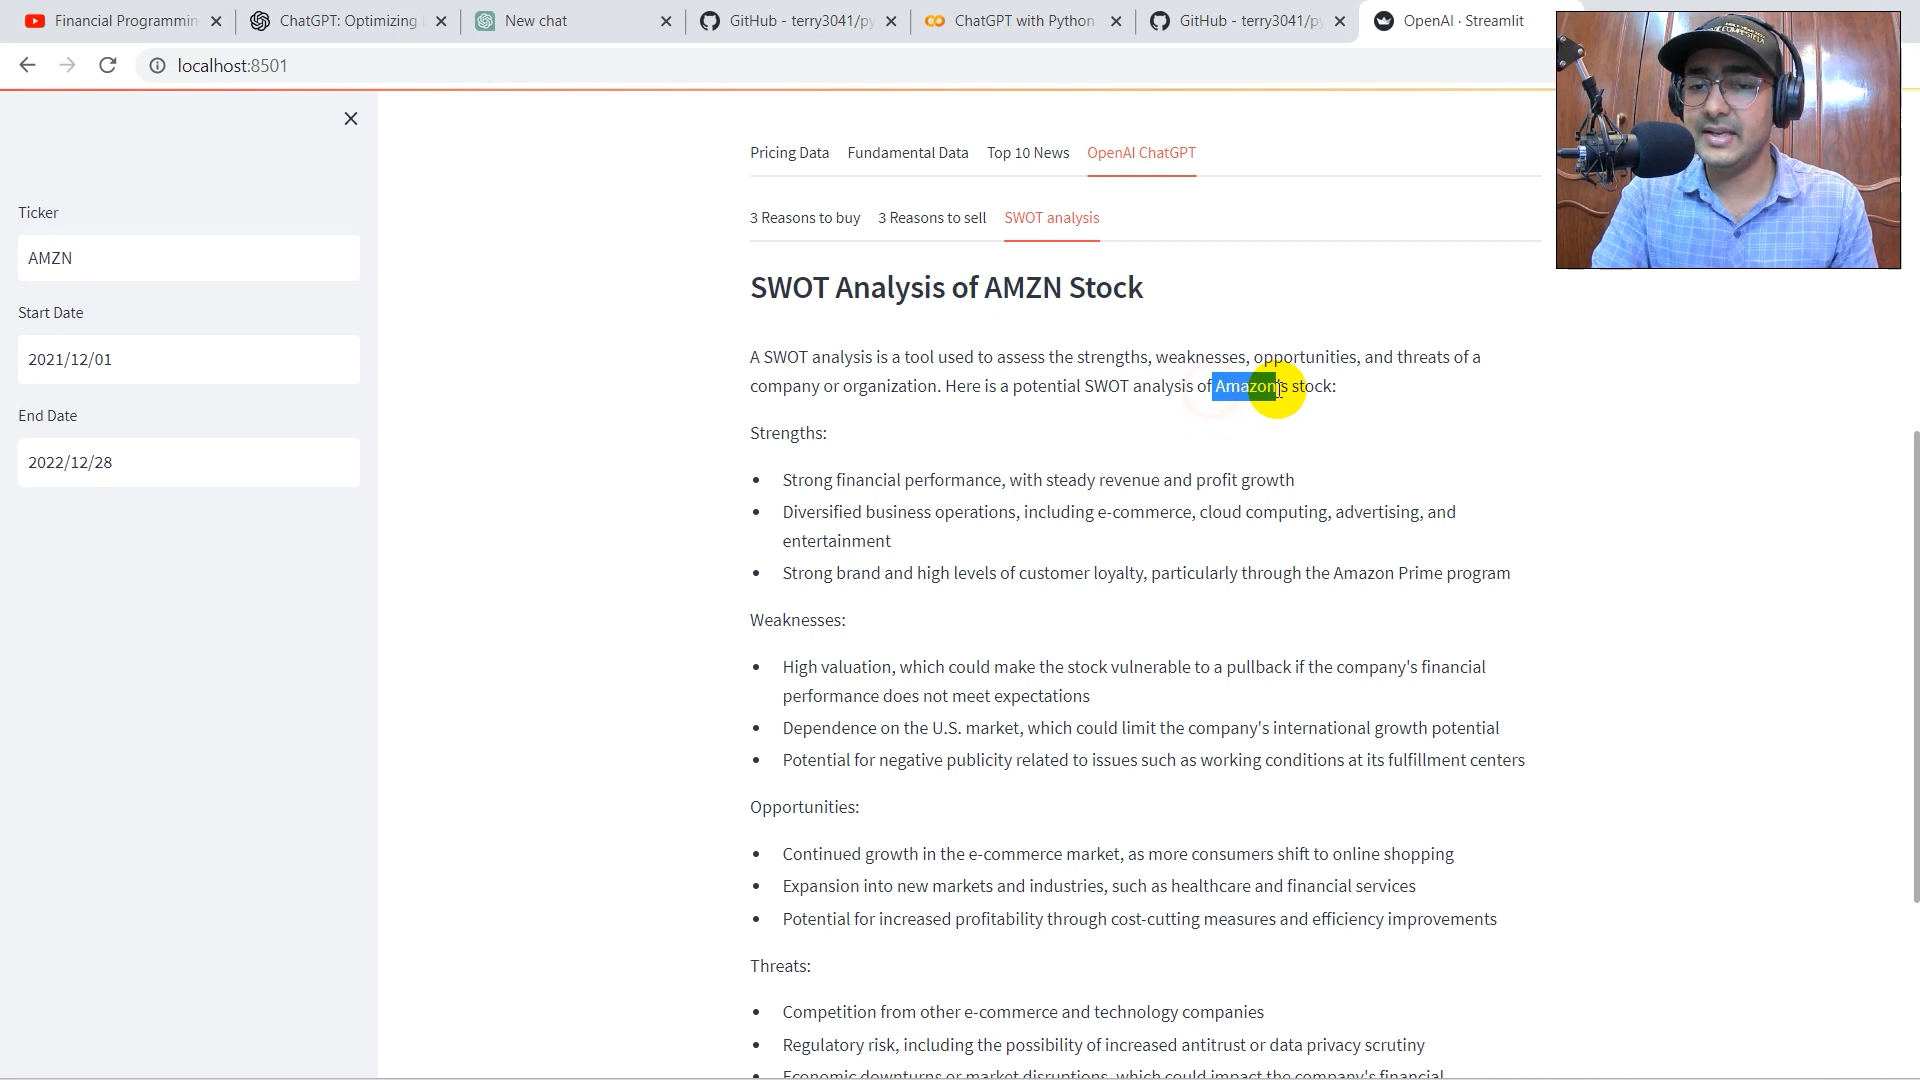 Financial Programmin
ChatGPT: Optimizing
New chat
GitHub - terry3041/py
ChatGPT with Python
GitHub - terry3041/py
OpenAI · Streamlit
localhost:8501
Pricing Data
Fundamental Data
Top 10 News
OpenAI ChatGPT
3 Reasons to buy
3 Reasons to sell
SWOT analysis
Ticker
AMZN
Start Date
2021/12/01
End Date
2022/12/28
SWOT Analysis of AMZN Stock
A SWOT analysis is a tool used to assess the strengths, weaknesses, opportunities, and threats of a
company or organization. Here is a potential SWOT analysis of Amazon's stock:
Strengths:
• Strong financial performance, with steady revenue and profit growth
• Diversified business operations, including e-commerce, cloud computing, advertising, and
entertainment
• Strong brand and high levels of customer loyalty, particularly through the Amazon Prime program
Weaknesses:
• High valuation, which could make the stock vulnerable to a pullback if the company's financial
performance does not meet expectations
• Dependence on the U.S. market, which could limit the company's international growth potential
• Potential for negative publicity related to issues such as working conditions at its fulfillment centers
Opportunities:
• Continued growth in the e-commerce market, as more consumers shift to online shopping
• Expansion into new markets and industries, such as healthcare and financial services
• Potential for increased profitability through cost-cutting measures and efficiency improvements
Threats:
• Competition from other e-commerce and technology companies
• Regulatory risk, including the possibility of increased antitrust or data privacy scrutiny
• Economic downturns or market disruptions, which could impact the company's financial